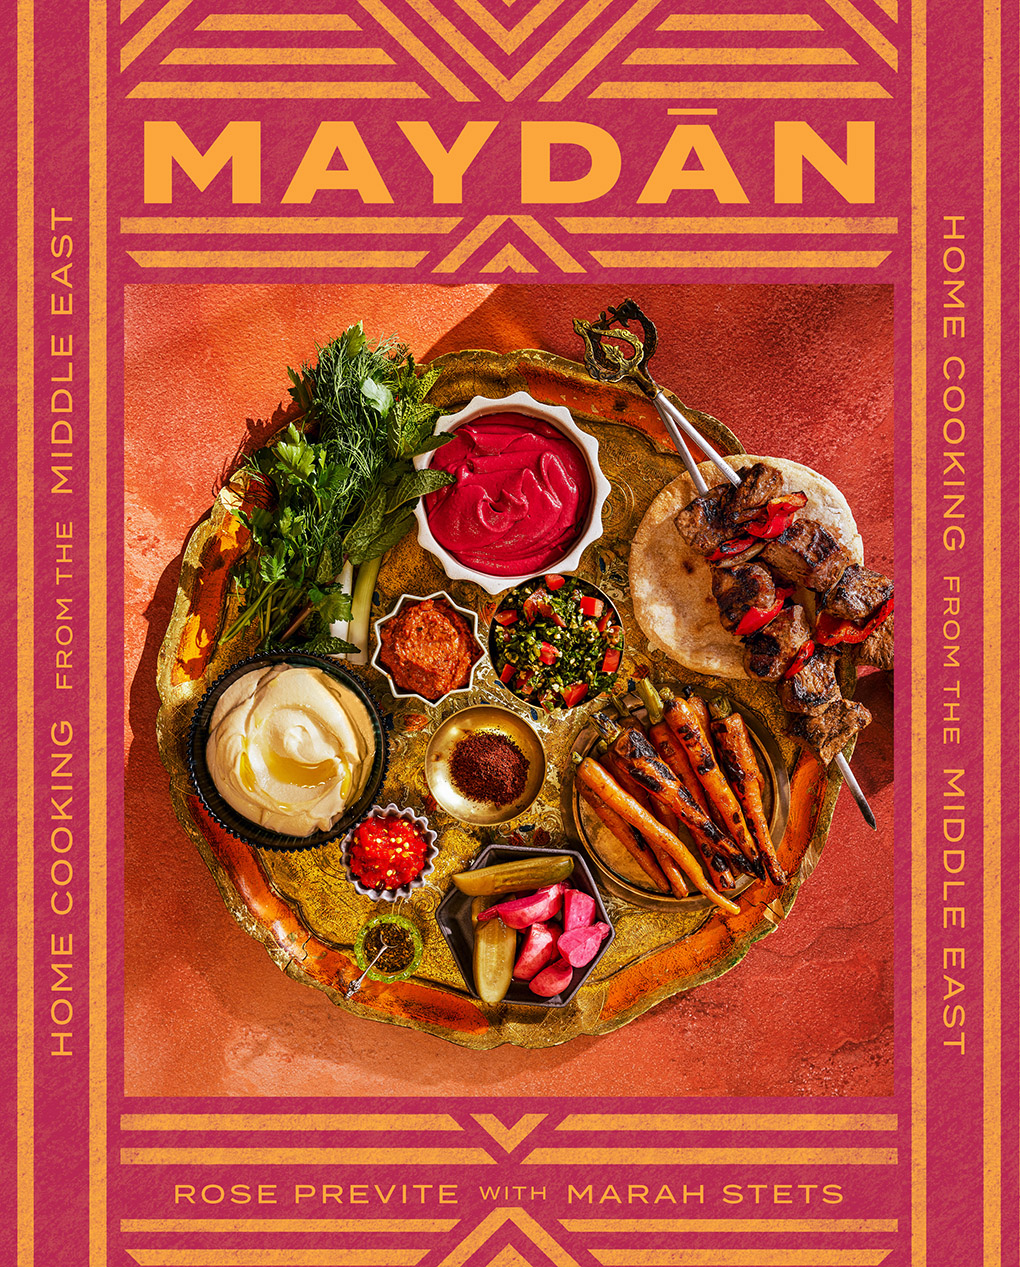 MAYDĀN
HOME COOKING FROM THE MIDDLE EAST
HOME COOKING FROM THE MIDDLE EAST
ROSE PREVITE WITH MARAH STETS